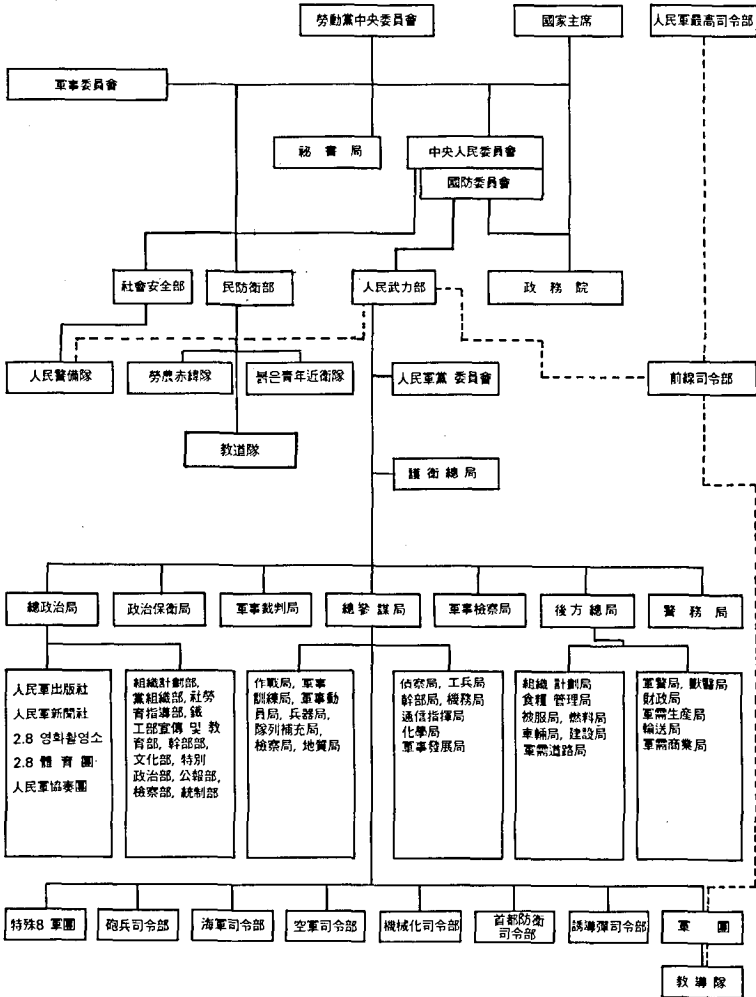 勞動黨中央委員會
國家主席
人民軍最高司令部
軍事委員會
祕書局
中央人民委員會
國防委員會
社會安全部
民防衛部
人民武力部
政務院
人民警備隊
勞農赤衛隊
붉은靑年近衛隊
人民軍黨 委員會
前線司令部
敎道隊
護衛總局
總政治局
政治保衛局
軍事裁判局
總參謀局
軍事檢察局
後方總局
警務局
人民軍出版社
人民軍新聞社
2.8 영화촬영소
2.8 體育團
人民軍協奏團
組織計劃部,
黨組織部, 社勞
靑指導部, 鐵
工部宣傳 및 敎
育部, 幹部部,
文化部, 特別
政治部, 公報部,
檢察部, 統制部
作戰局, 軍事
訓練局, 軍事動
員局, 兵器局,
隊列補充局,
檢察局, 地質局
偵察局, 工兵局
幹部局, 機務局
通信指揮局
化學局
軍事發展局
組織 計劃局
食糧 管理局
被服局, 燃料局
車輛局, 建設局
軍需道路局
軍醫局, 獸醫局
財政局
軍需生産局
輸送局
軍需商業局
特殊8 軍團
砲兵司令部
海軍司令部
空軍司令部
機械化司令部
首都防衛
司令部
誘導彈司令部
軍團
敎導隊